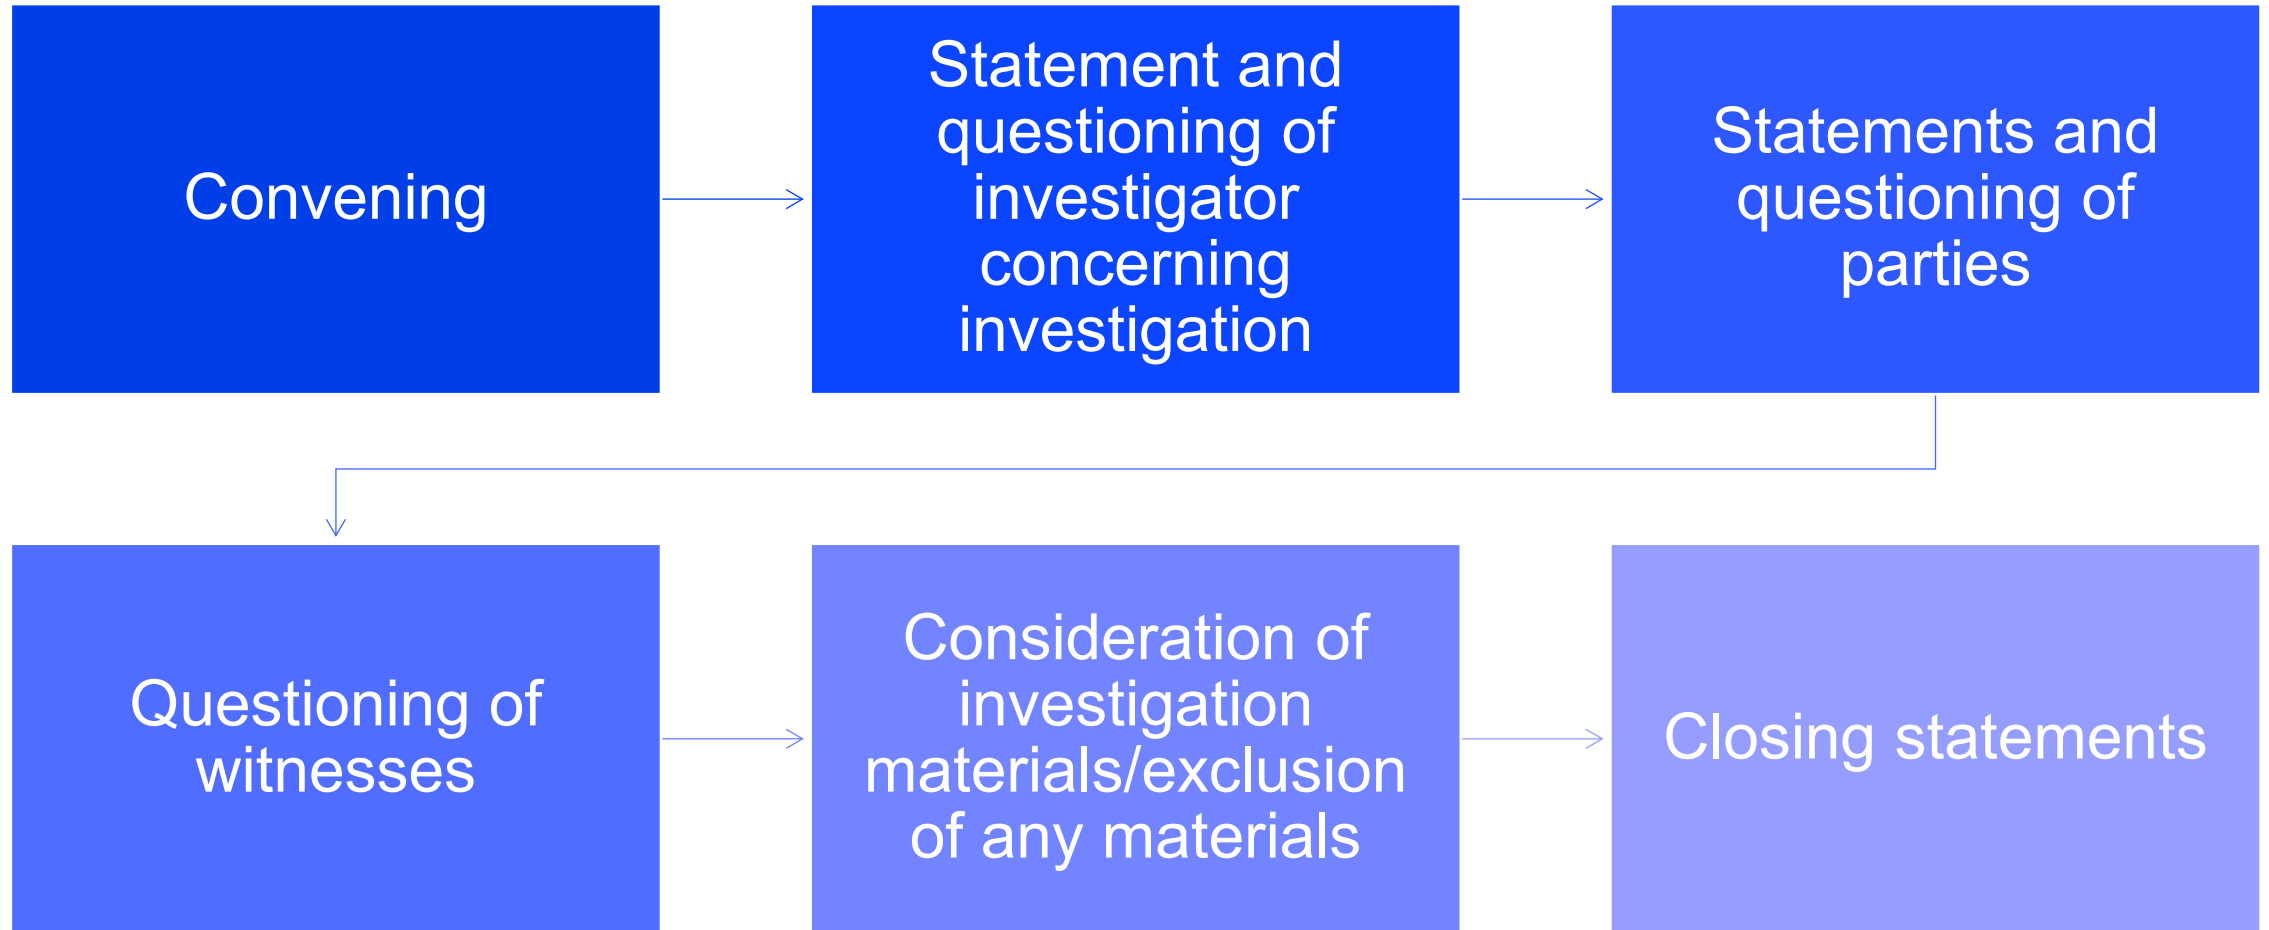 Convening
Statement and
questioning of
investigator
concerning
investigation
Statements and
questioning of
parties
Questioning of
witnesses
Consideration of
investigation
materials/exclusion
of any materials
Closing statements